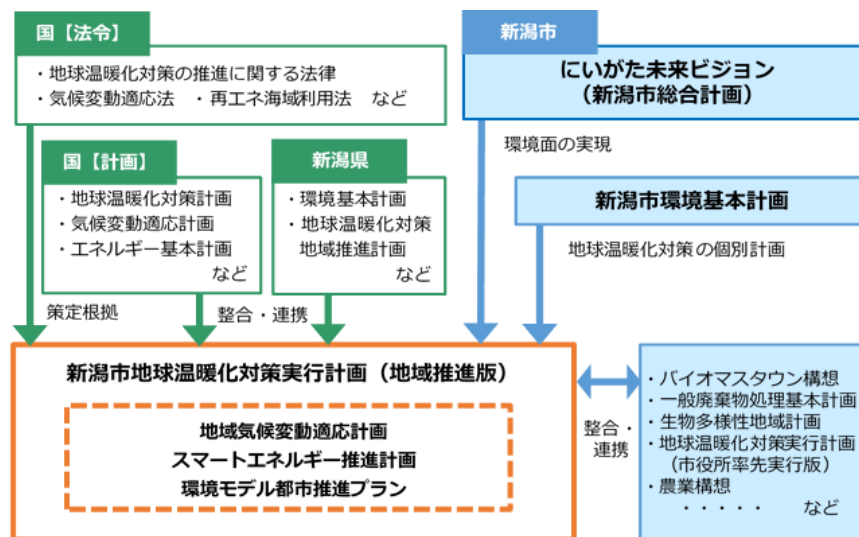 国【法令】
・地球温暖化対策の推進に関する法律
・気候変動適応法　・再エネ海域利用法　など
新潟市
にいがた未来ビジョン
（新潟市総合計画）
環境面の実現
国【計画】
・地球温暖化対策計画
・気候変動適応計画
・エネルギー基本計画
など
新潟県
・環境基本計画
・地球温暖化対策
地域推進計画
など
新潟市環境基本計画
地球温暖化対策の個別計画
策定根拠
整合・連携
新潟市地球温暖化対策実行計画（地域推進版）
地域気候変動適応計画
スマートエネルギー推進計画
環境モデル都市推進プラン
整合・
連携
・バイオマスタウン構想
・一般廃棄物処理基本計画
・生物多様性地域計画
・地球温暖化対策実行計画
（市役所率先実行版）
・農業構想
・・・・・　　など